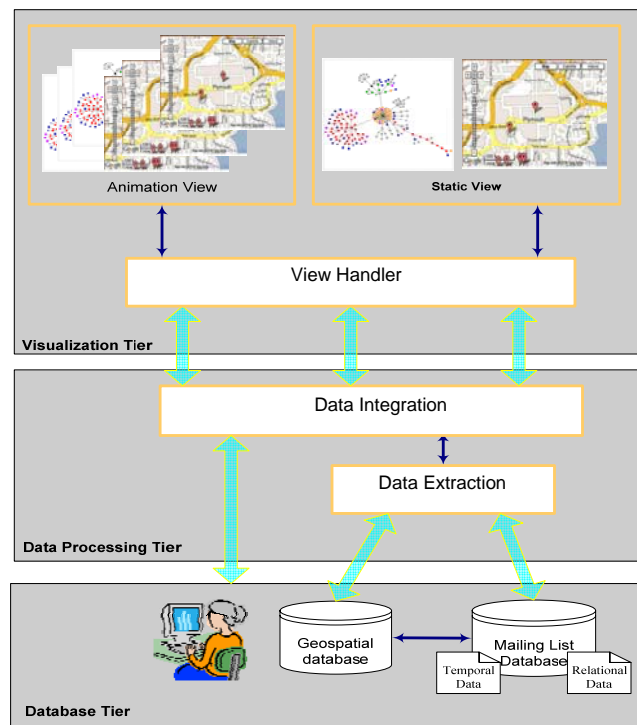 Animation View
Static View
View Handler
Visualization Tier
Data Integration
Data Extraction
Data Processing Tier
Geospatial
database
Mailing List
Database
Temporal
Data
Relational
Data
Database Tier